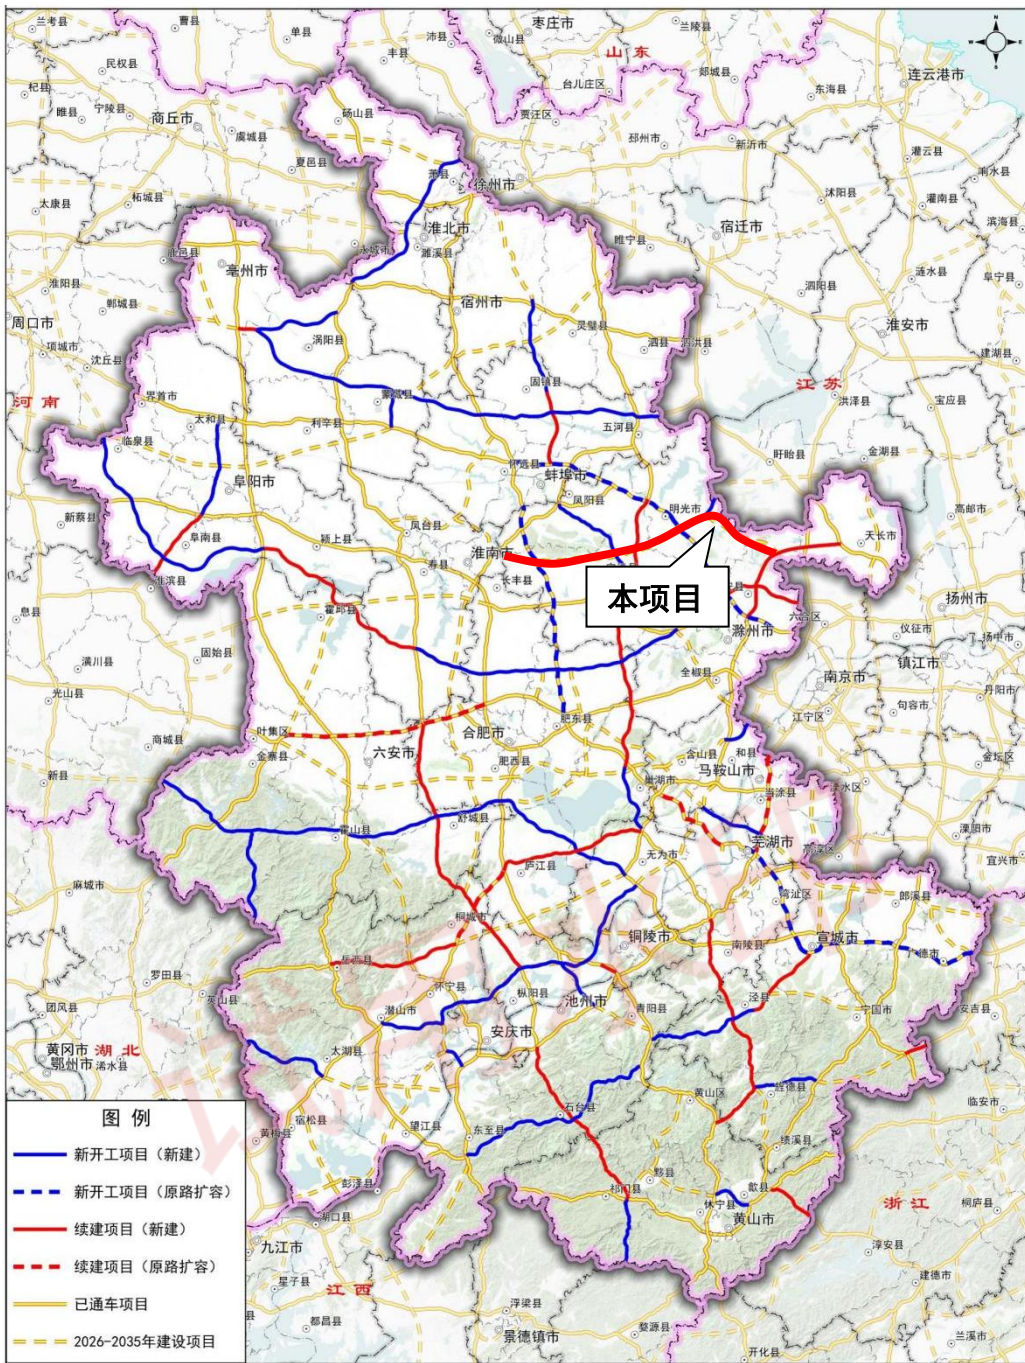 兰考县
曹县
单县
丰县
沛县
微山县
枣庄市
山 东
兰陵县
郯城县
连云港市
东海县
N
W
E
S
民权县
台儿庄区
贾汪区
杞县
睢县
宁陵县
商丘市
虞城县
砀山县
夏邑县
邳州市
新沂市
灌云县
响水县
萧县
徐州市
太康县
柘城县
沭阳县
灌南县
滨海县
淮北市
濉溪县
睢宁县
宿迁市
鹿邑县
永城市
亳州市
涟水县
阜宁县
淮阳县
郸城县
泗阳县
宿州市
灵璧县
泗县
泗洪县
淮安市
周口市
项城市
沈丘县
涡阳县
建湖县
固镇县
江 苏
河 南
界首市
蒙城县
洪泽县
宝应县
太和县
利辛县
五河县
临泉县
盱眙县
金湖县
怀远县
蚌埠市
阜阳市
凤阳县
明光市
高邮市
新蔡县
凤台县
天长市
阜南县
颍上县
淮南市
寿县
长丰县
本项目
淮滨县
六合区
扬州市
息县
霍邱县
滁州市
仪征市
扬中市
固始县
镇江市
潢川县
全椒县
南京市
丹阳市
光山县
句容市
肥东县
江宁区
商城县
叶集区
金寨县
六安市
合肥市
含山县
和县
金坛区
新县
肥西县
巢湖市
马鞍山市
当涂县
溧水区
霍山县
舒城县
芜湖市
高淳区
溧阳市
宜兴市
庐江县
无为市
麻城市
湾沚区
郎溪县
桐城市
铜陵市
南陵县
宣城市
广德市
岳西县
罗田县
英山县
怀宁县
枞阳县
池州市
泾县
团风县
潜山市
青阳县
宁国市
安吉县
黄冈市
湖 北
鄂州市
浠水县
安庆市
太湖县
黄山区
旌德县
石台县
临安市
宿松县
黄梅县
望江县
东至县
绩溪县
彭泽县
黟县
祁门县
歙县
浙 江
桐庐县
湖口县
休宁县
黄山市
九江市
淳安县
星子县
江 西
建德市
都昌县
浮梁县
景德镇市
婺源县
开化县
兰溪市
图 例
新开工项目（新建）
新开工项目（原路扩容）
续建项目（新建）
续建项目（原路扩容）
已通车项目
2026-2035年建设项目